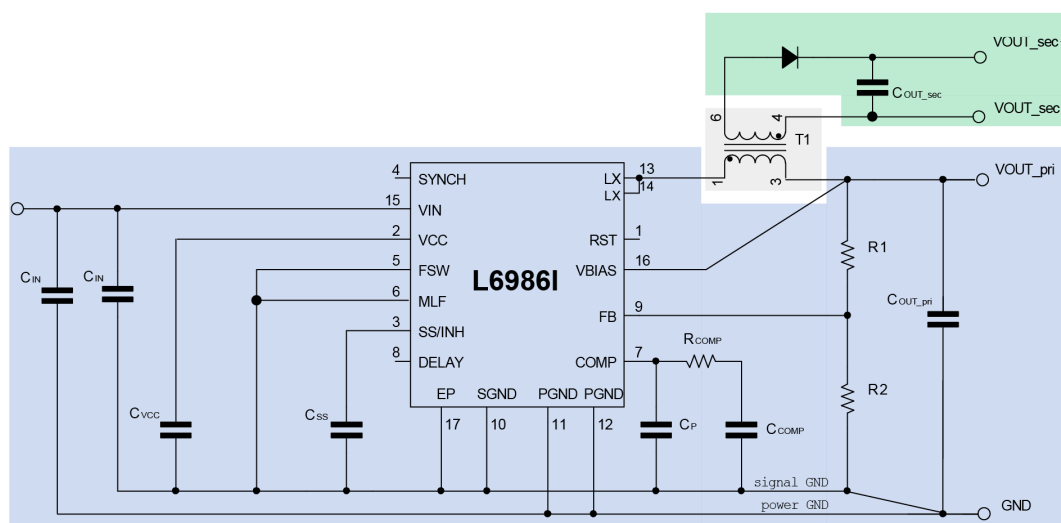 VOUT_sec
COUT_sec
VOUT_sec
6
4
T1
1
3
4
SYNCH
LX
13
LX
14
VOUT_pri
15
VIN
2
VCC
RST
1
CIN
CIN
5
FSW
L6986I
VBIAS
16
R1
6
MLF
COUT_pri
3
SS/INH
FB
9
8
DELAY
COMP
7
RCOMP
EP
SGND
PGND
PGND
R2
CVCC
CSS
17
10
11
12
CP
CCOMP
signal GND
power GND
GND